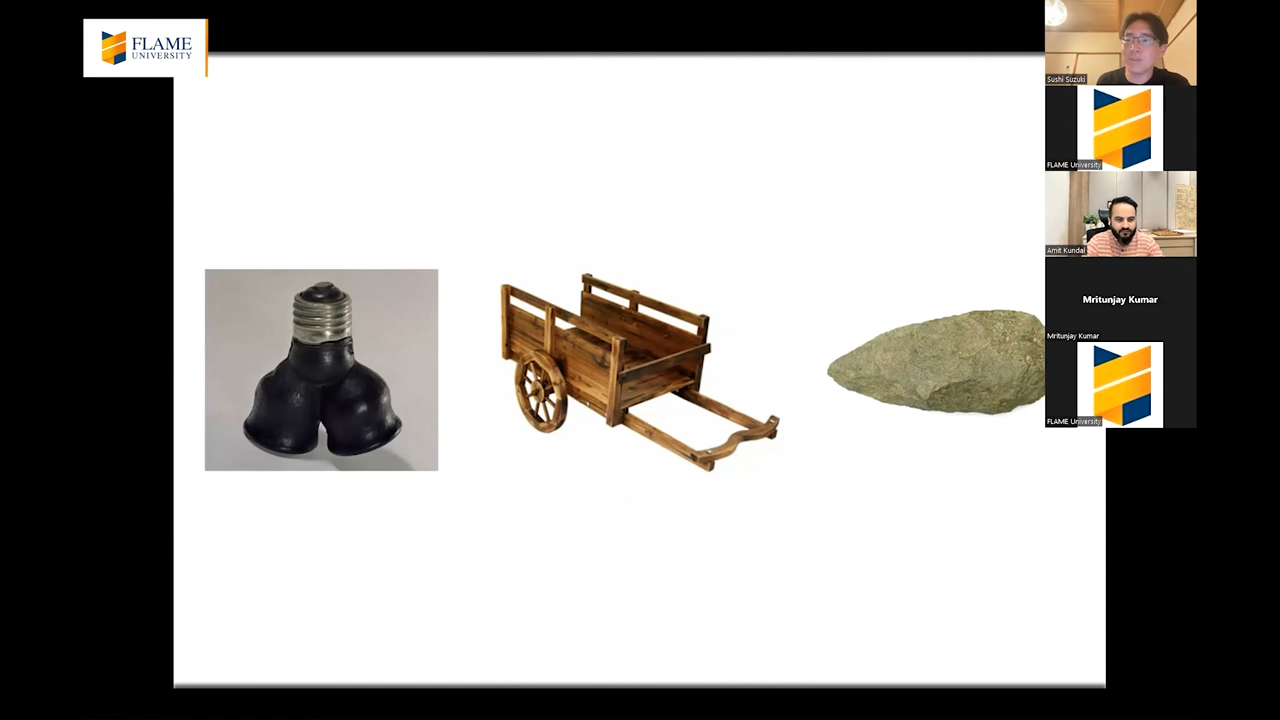 FLAME
UNIVERSITY
Sushi Suzuki
FLAME University
Amit Kundal
Mritunjay Kumar
Mritunjay Kumar
FLAME University